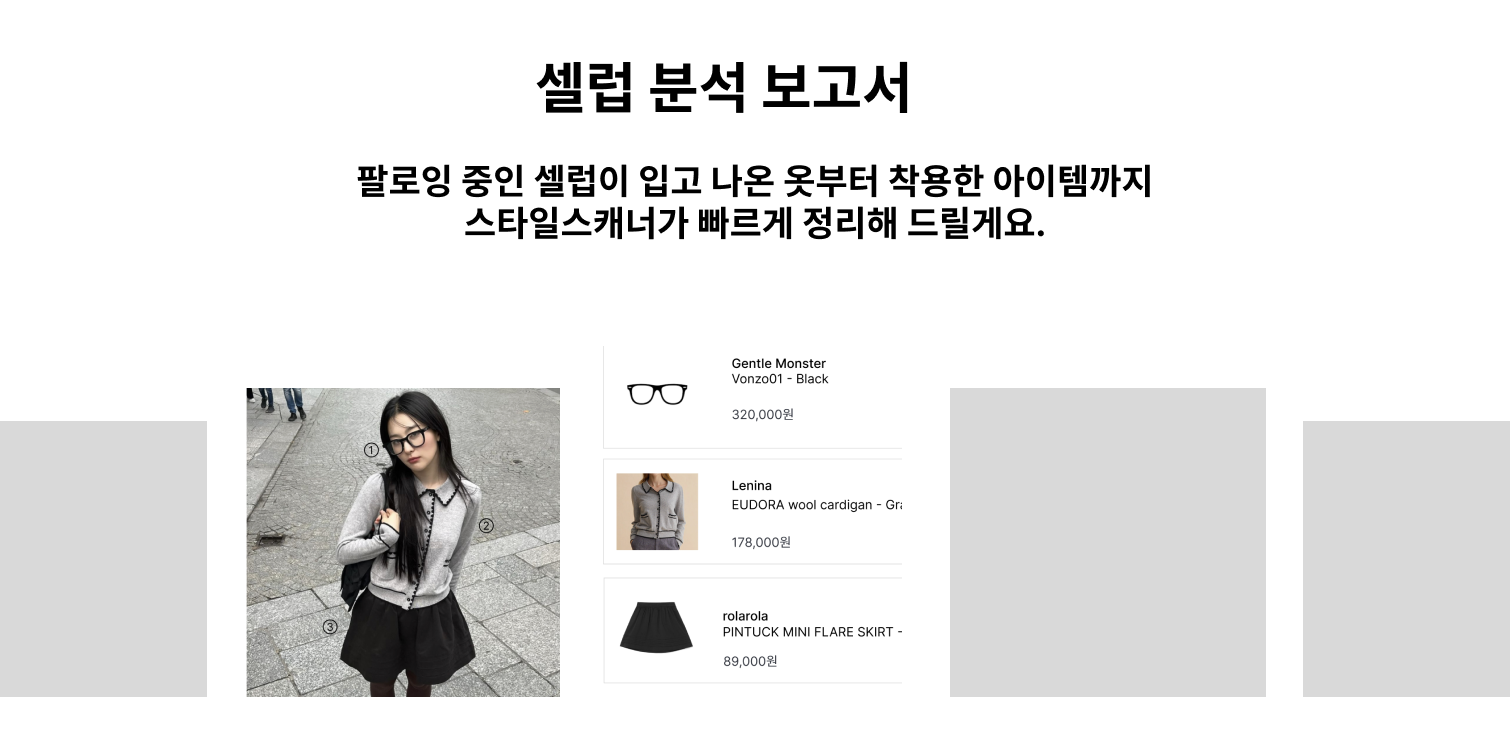 셀럽 분석 보고서
팔로잉 중인 셀럽이 입고 나온 옷부터 착용한 아이템까지
스타일스캐너가 빠르게 정리해 드릴게요.
①
②
③
Gentle Monster
Vonzo01 - Black
320,000원
Lenina
EUDORA wool cardigan - Gra
178,000원
rolarola
PINTUCK MINI FLARE SKIRT -
89,000원